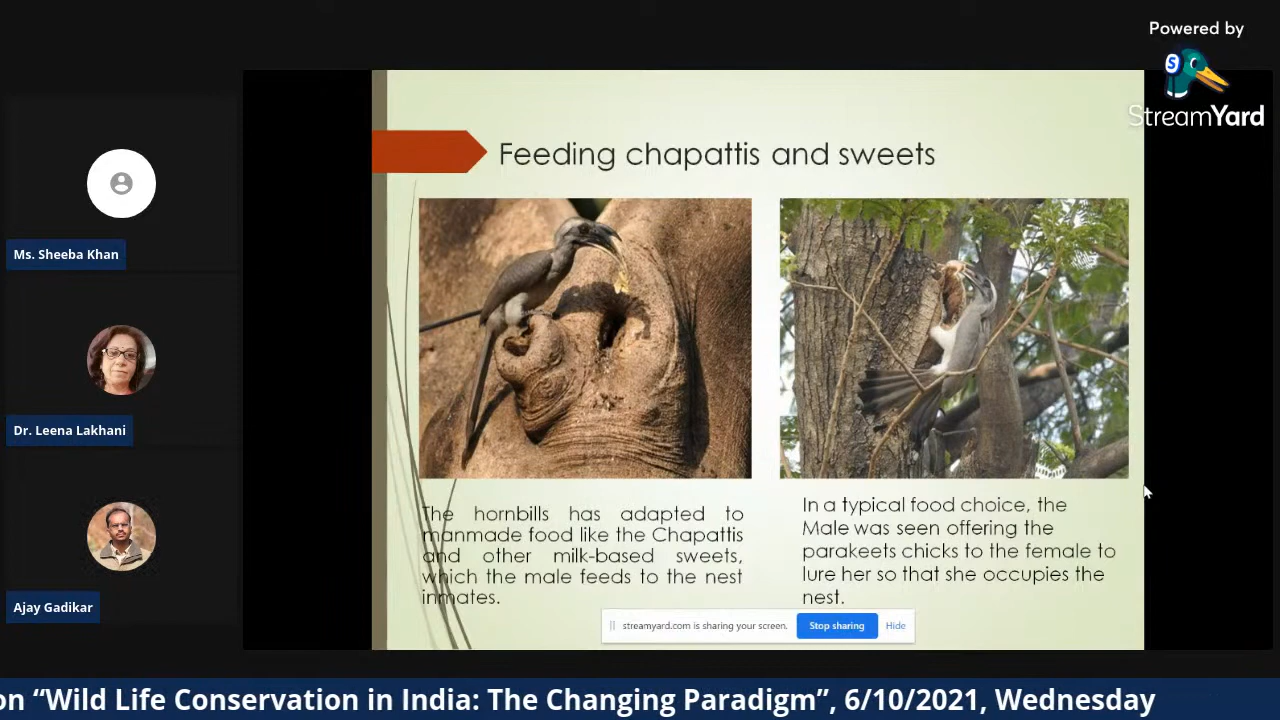 Powered by
S
StreamYard
Feeding chapattis and sweets
Ms. Sheeba Khan
Dr. Leena Lakhani
Ajay Gadikar
The hornbills has adapted to
manmade food like the Chapattis
and other milk-based sweets,
which the male feeds to the nest
inmates.
In a typical food choice, the
Male was seen offering the
parakeets chicks to the female to
lure her so that she occupies the
nest.
streamyard.com is sharing your screen.
Stop sharing
Hide
on “Wild Life Conservation in India: The Changing Paradigm”, 6/10/2021, Wednesday